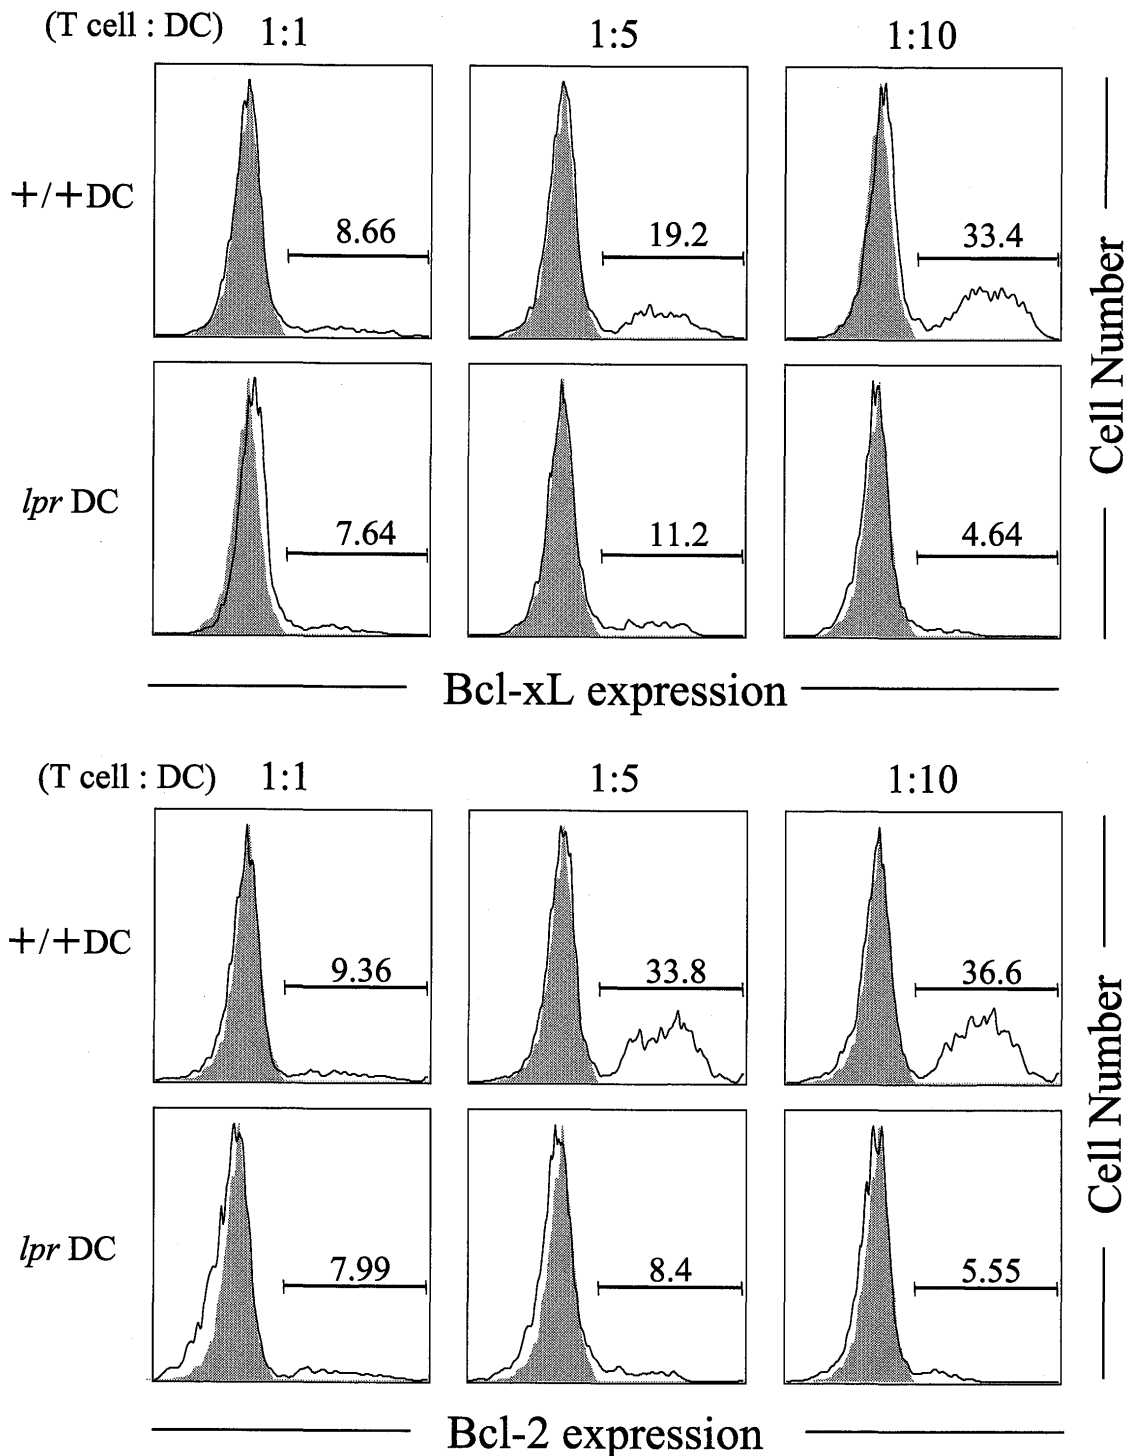 (T cell : DC) 1:1 1:5 1:10
+/+DC 8.66 19.2 33.4
lpr DC 7.64 11.2 4.64
Cell Number
Bcl-xL expression
(T cell : DC) 1:1 1:5 1:10
+/+DC 9.36 33.8 36.6
lpr DC 7.99 8.4 5.55
Cell Number
Bcl-2 expression